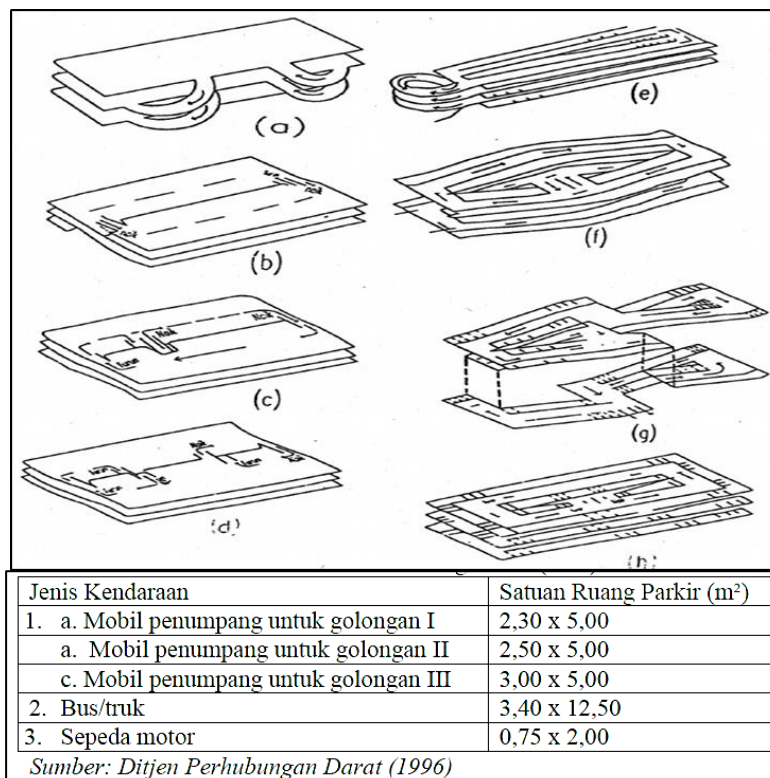 (a)
(e)
(b)
(f)
(c)
(g)
(d)
(h)
Jenis Kendaraan Satuan Ruang Parkir (m²)
1. a. Mobil penumpang untuk golongan I 2,30 x 5,00
a. Mobil penumpang untuk golongan II 2,50 x 5,00
c. Mobil penumpang untuk golongan III 3,00 x 5,00
2. Bus/truk 3,40 x 12,50
3. Sepeda motor 0,75 x 2,00
Sumber: Ditjen Perhubungan Darat (1996)